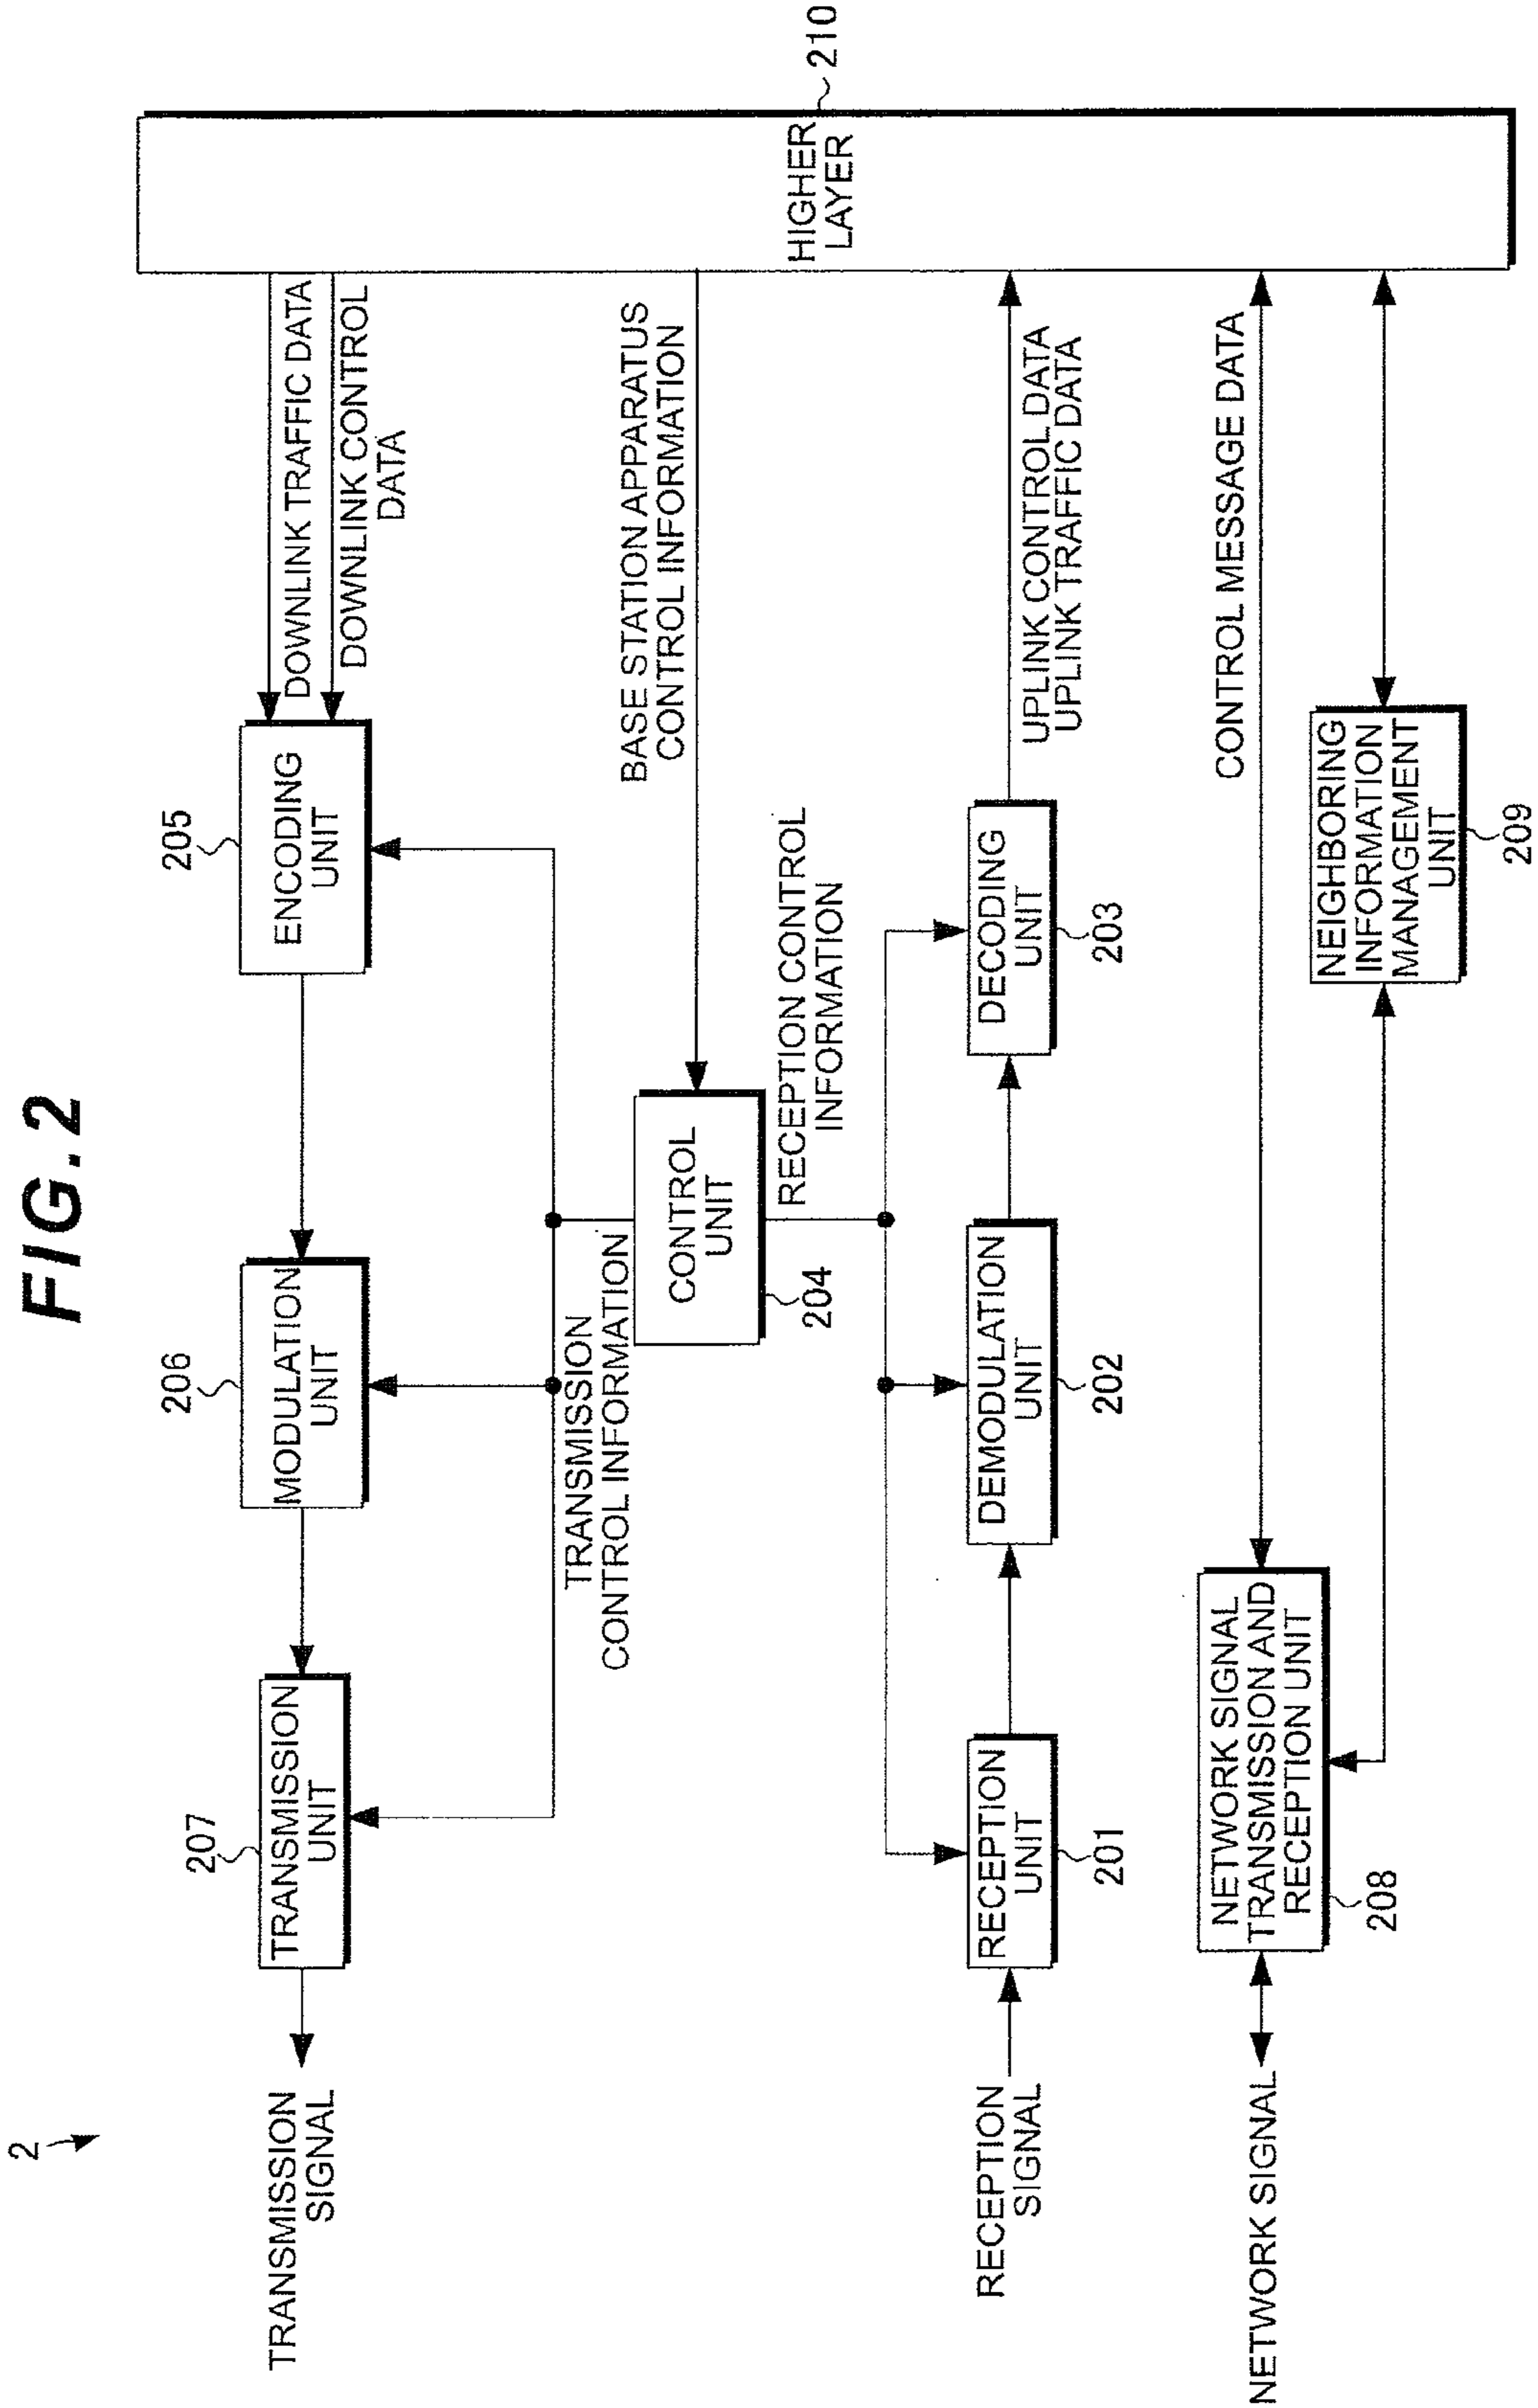 FIG. 2
2
TRANSMISSION
SIGNAL
207
TRANSMISSION
UNIT
206
MODULATION
UNIT
205
ENCODING
UNIT
DOWNLINK TRAFFIC DATA
DOWNLINK CONTROL
DATA
TRANSMISSION
CONTROL INFORMATION
CONTROL
UNIT
204
BASE STATION APPARATUS
CONTROL INFORMATION
RECEPTION CONTROL
INFORMATION
HIGHER
LAYER
210
RECEPTION
SIGNAL
RECEPTION
UNIT
201
DEMODULATION
UNIT
202
DECODING
UNIT
203
UPLINK CONTROL DATA
UPLINK TRAFFIC DATA
NETWORK SIGNAL
NETWORK SIGNAL
TRANSMISSION AND
RECEPTION UNIT
208
CONTROL MESSAGE DATA
NEIGHBORING
INFORMATION
MANAGEMENT
UNIT
209